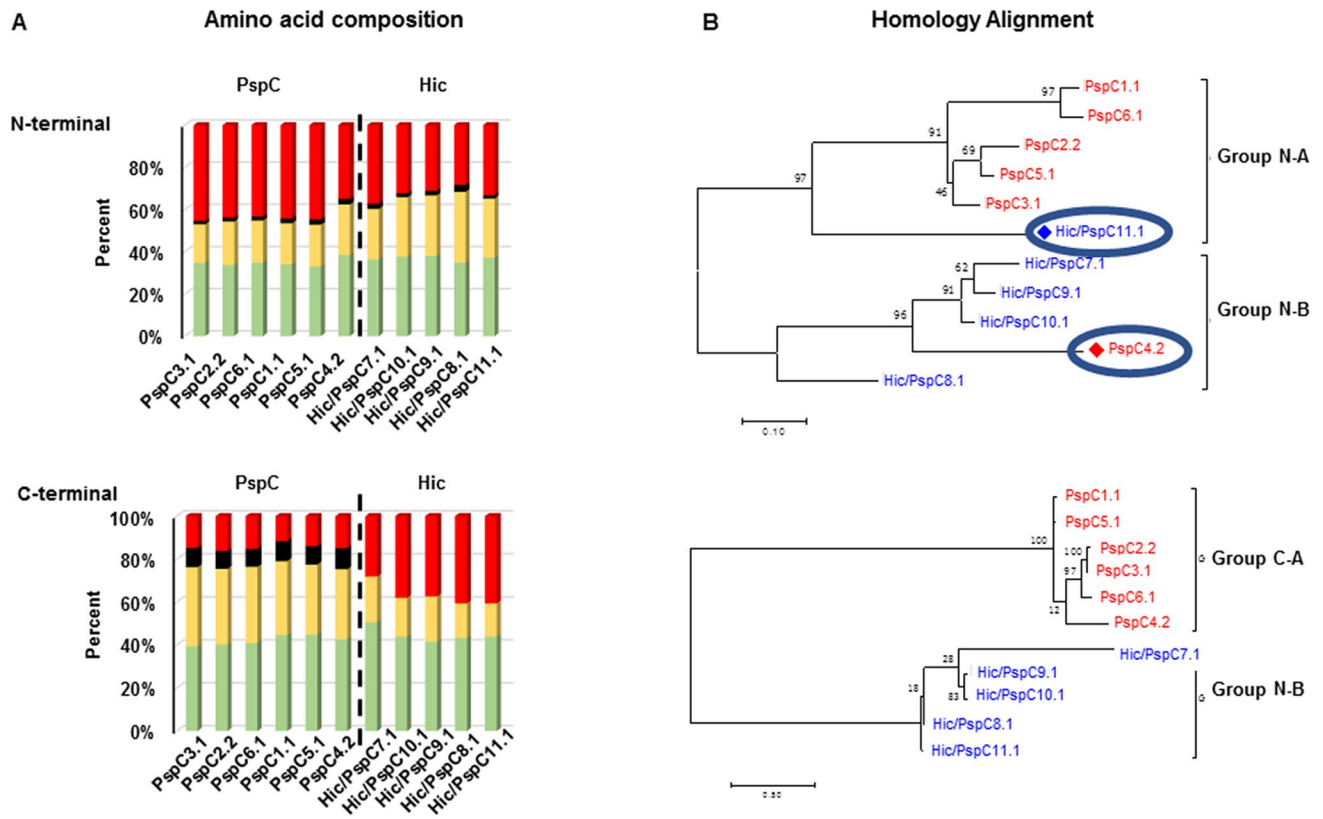 A
Amino acid composition
PspC
Hic
N-terminal
80%
60%
40%
20%
0%
Percent
PspC3.1
PspC2.2
PspC6.1
PspC1.1
PspC5.1
PspC4.2
Hic/PspC7.1
Hic/PspC10.1
Hic/PspC9.1
Hic/PspC8.1
Hic/PspC11.1
C-terminal
PspC
Hic
100%
80%
60%
40%
20%
0%
Percent
PspC3.1
PspC2.2
PspC6.1
PspC1.1
PspC5.1
PspC4.2
Hic/PspC7.1
Hic/PspC10.1
Hic/PspC9.1
Hic/PspC8.1
Hic/PspC11.1
B
Homology Alignment
97
PspC1.1
PspC6.1
91
69
PspC2.2
PspC5.1
46
PspC3.1
97
Hic/PspC11.1
Group N-A
62
Hic/PspC7.1
91
Hic/PspC9.1
Hic/PspC10.1
96
PspC4.2
Hic/PspC8.1
Group N-B
0.10
PspC1.1
PspC5.1
100
100
PspC2.2
97
PspC3.1
PspC6.1
12
PspC4.2
Group C-A
Hic/PspC7.1
28
Hic/PspC9.1
18
83
Hic/PspC10.1
Hic/PspC8.1
Hic/PspC11.1
Group N-B